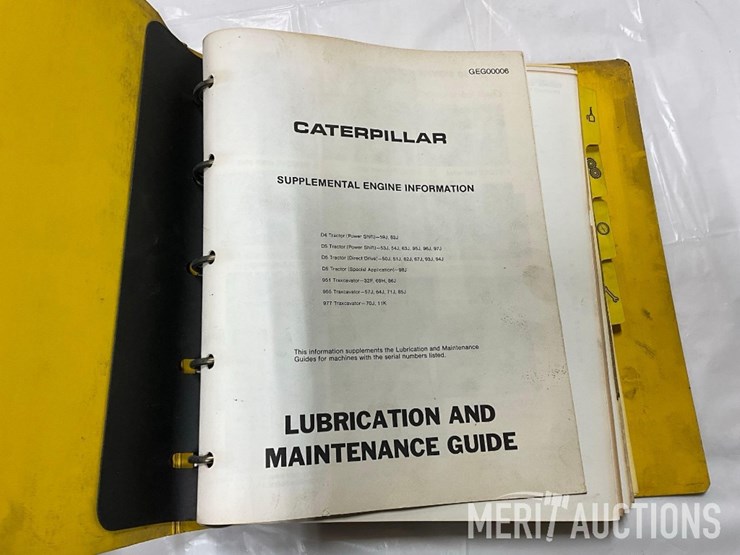 GEG00006
CATERPILLAR
SUPPLEMENTAL ENGINE INFORMATION
D4 Tractor (Power Shift)
D5 Tractor (Power Shift)
D5 Tractor (Direct Drive)
Tractor (Special Application)
951 Traxcavator
955 Traxcavator
977 Traxcavator
This information supplements the Lubrication and Maintenance
Guides for machines with the serial numbers listed.
LUBRICATION AND
MAINTENANCE GUIDE
MERIT AUCTIONS